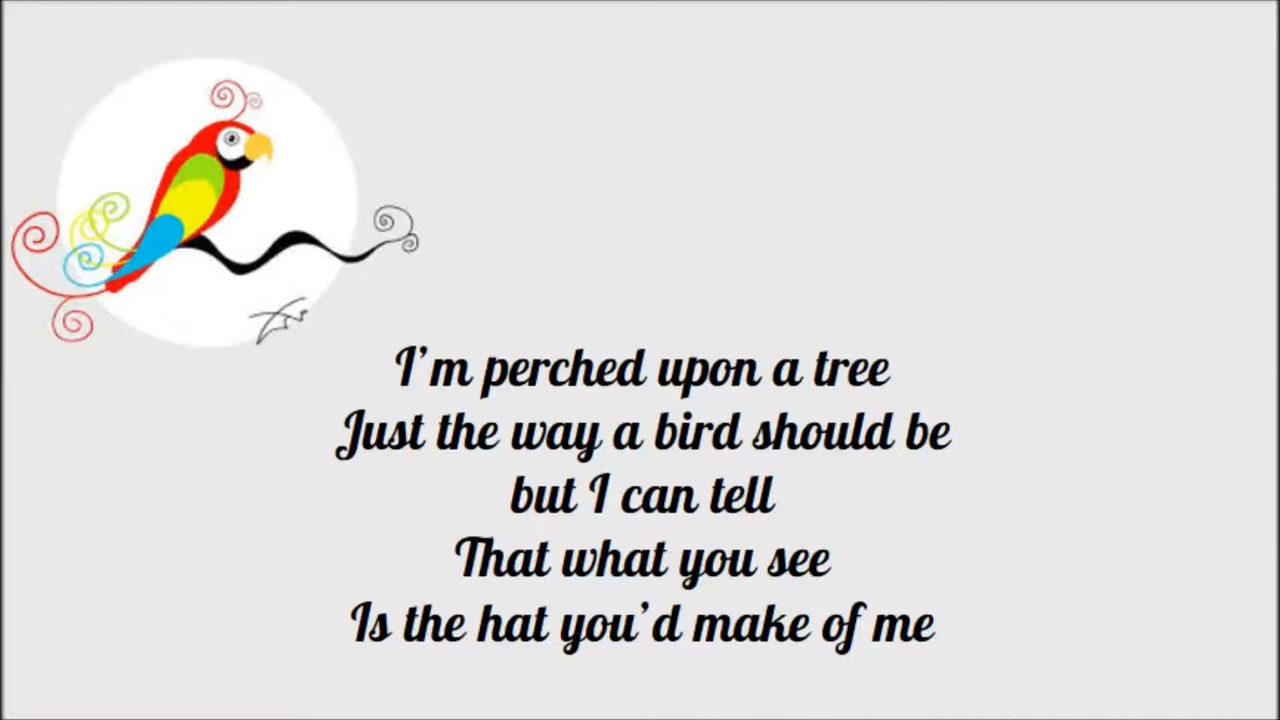 I'm perched upon a tree
Just the way a bird should be
but I can tell
That what you see
Is the hat you'd make of me